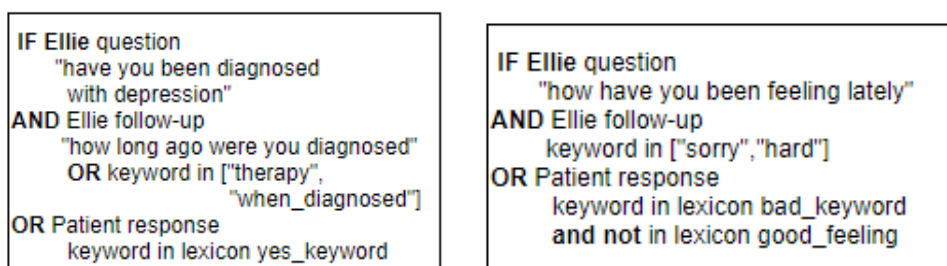 IF Ellie question
"have you been diagnosed
with depression"
AND Ellie follow-up
"how long ago were you diagnosed"
OR keyword in ["therapy",
"when_diagnosed"]
OR Patient response
keyword in lexicon yes_keyword
IF Ellie question
"how have you been feeling lately"
AND Ellie follow-up
keyword in ["sorry","hard"]
OR Patient response
keyword in lexicon bad_keyword
and not in lexicon good_feeling